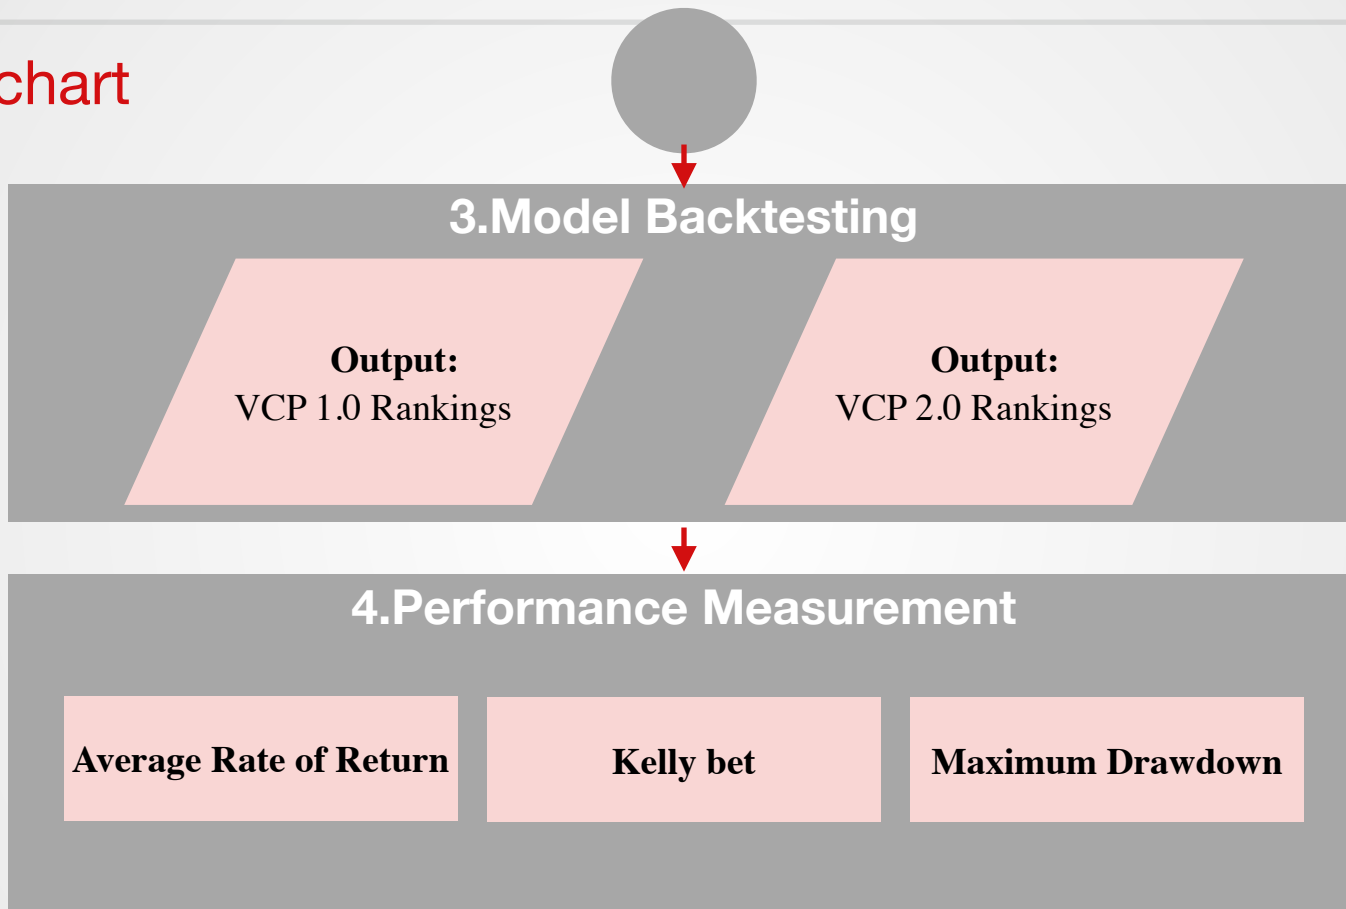 chart
3.Model Backtesting
Output:
VCP 1.0 Rankings
Output:
VCP 2.0 Rankings
4.Performance Measurement
Average Rate of Return
Kelly bet
Maximum Drawdown